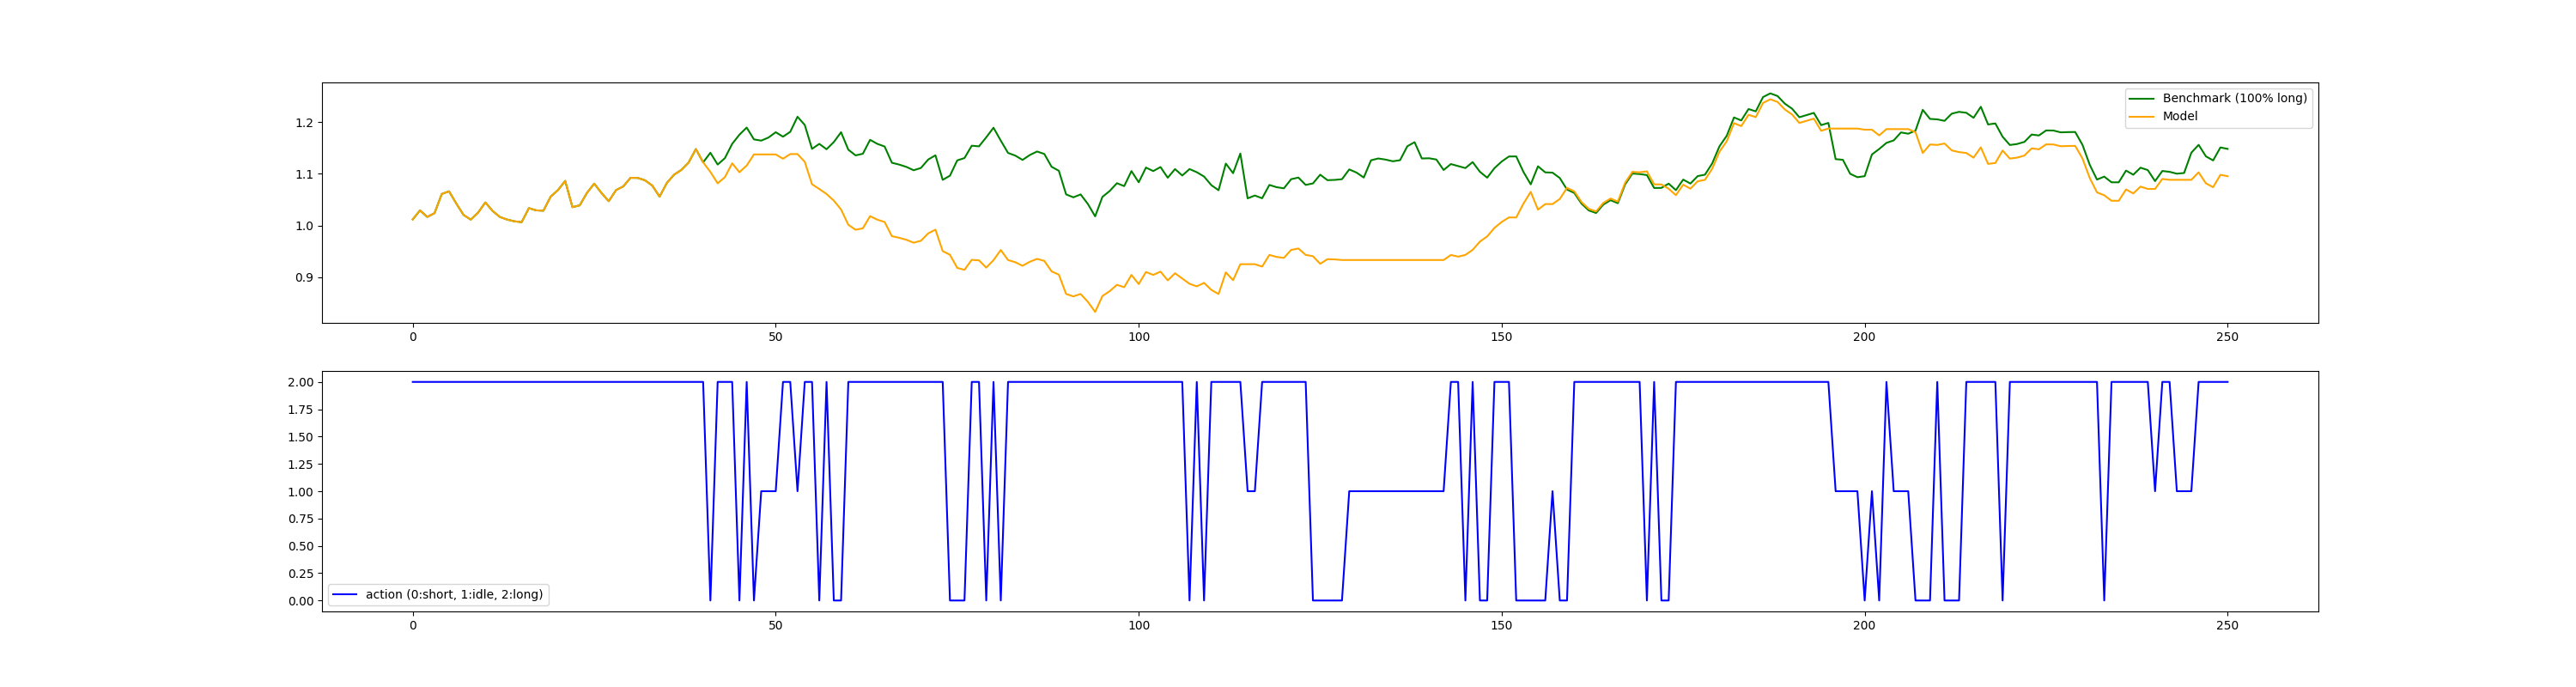 1.2
1.1
1.0
0.9
Benchmark (100% long)
Model
0 50 100 150 200 250
2.00
1.75
1.50
1.25
1.00
0.75
0.50
0.25
0.00
action (0:short, 1:idle, 2:long)
0 50 100 150 200 250